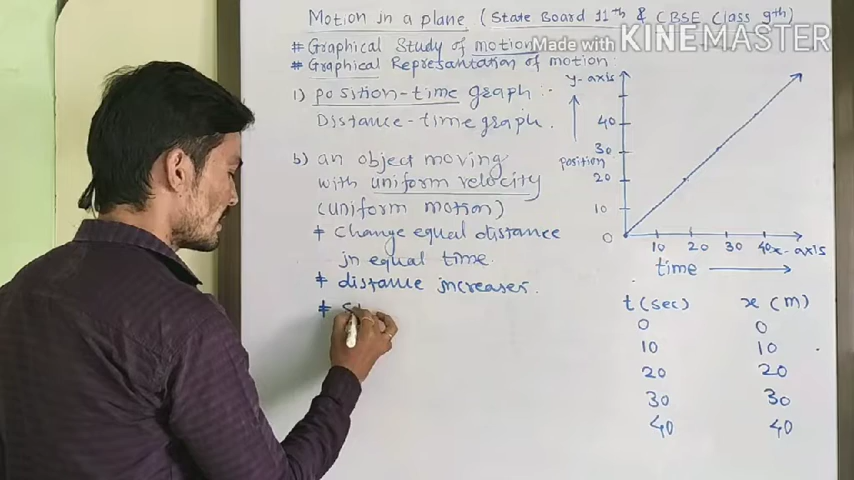 Motion in a plane (State Board 11th & CBSE Class 9th)
# Graphical Study of motion
Made with KINEMASTER
# Graphical Represantation of motion
1) position-time graph :-
Distance-time graph.
b) an object moving
with uniform velocity
(uniform motion)
* Change equal distance
in equal time.
* distance increases.
*
y-axis
40
30
position
20
10
0
10 20 30 40 x-axis
time
t (sec) x (m)
0 0
10 10
20 20
30 30
40 40